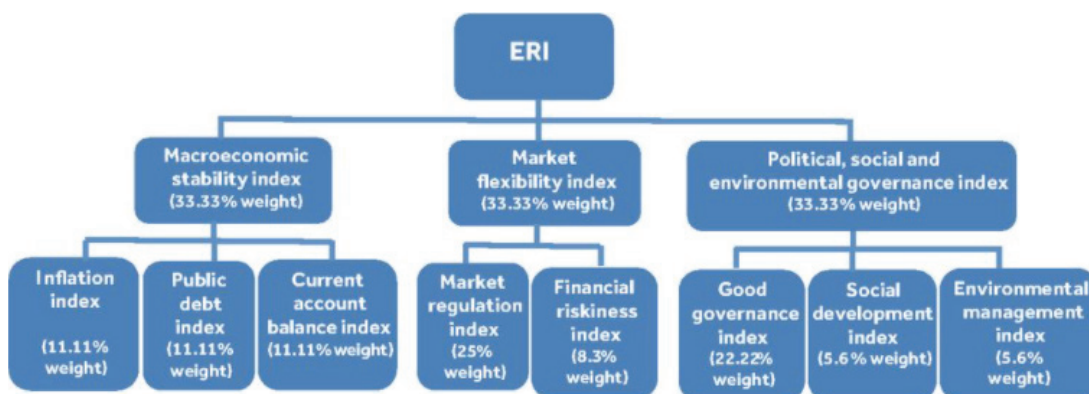 ERI
Macroeconomic
stability index
(33.33% weight)
Market
flexibility index
(33.33% weight)
Political, social and
environmental governance index
(33.33% weight)
Inflation
index
(11.11%
weight)
Public
debt
index
(11.11%
weight)
Current
account
balance index
(11.11% weight)
Market
regulation
index
(25%
weight)
Financial
riskiness
index
(8.3%
weight)
Good
governance
index
(22.22%
weight)
Social
development
index
(5.6% weight)
Environmental
management
index
(5.6%
weight)